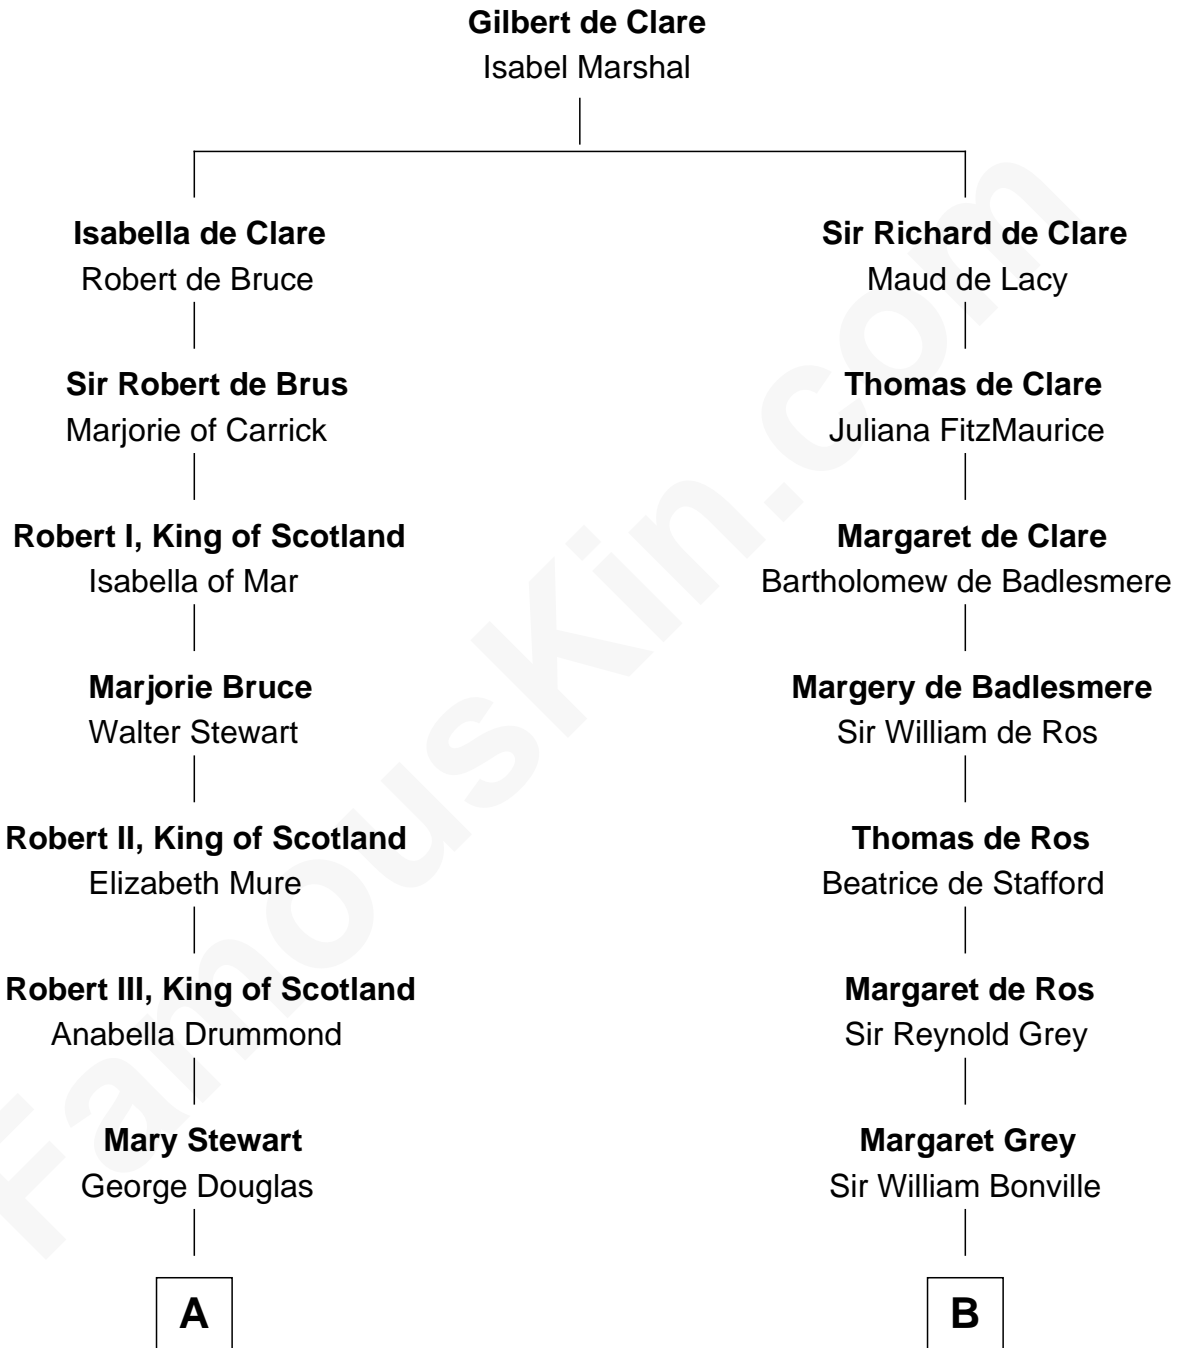 Gilbert de Clare
Isabel Marshal
Isabella de Clare
Robert de Bruce
Sir Richard de Clare
Maud de Lacy
Sir Robert de Brus
Marjorie of Carrick
Thomas de Clare
Juliana FitzMaurice
Robert I, King of Scotland
Isabella of Mar
Margaret de Clare
Bartholomew de Badlesmere
Marjorie Bruce
Walter Stewart
Margery de Badlesmere
Sir William de Ros
Robert II, King of Scotland
Elizabeth Mure
Thomas de Ros
Beatrice de Stafford
Robert III, King of Scotland
Anabella Drummond
Margaret de Ros
Sir Reynold Grey
Mary Stewart
George Douglas
Margaret Grey
Sir William Bonville
A
B
FamousKin.com